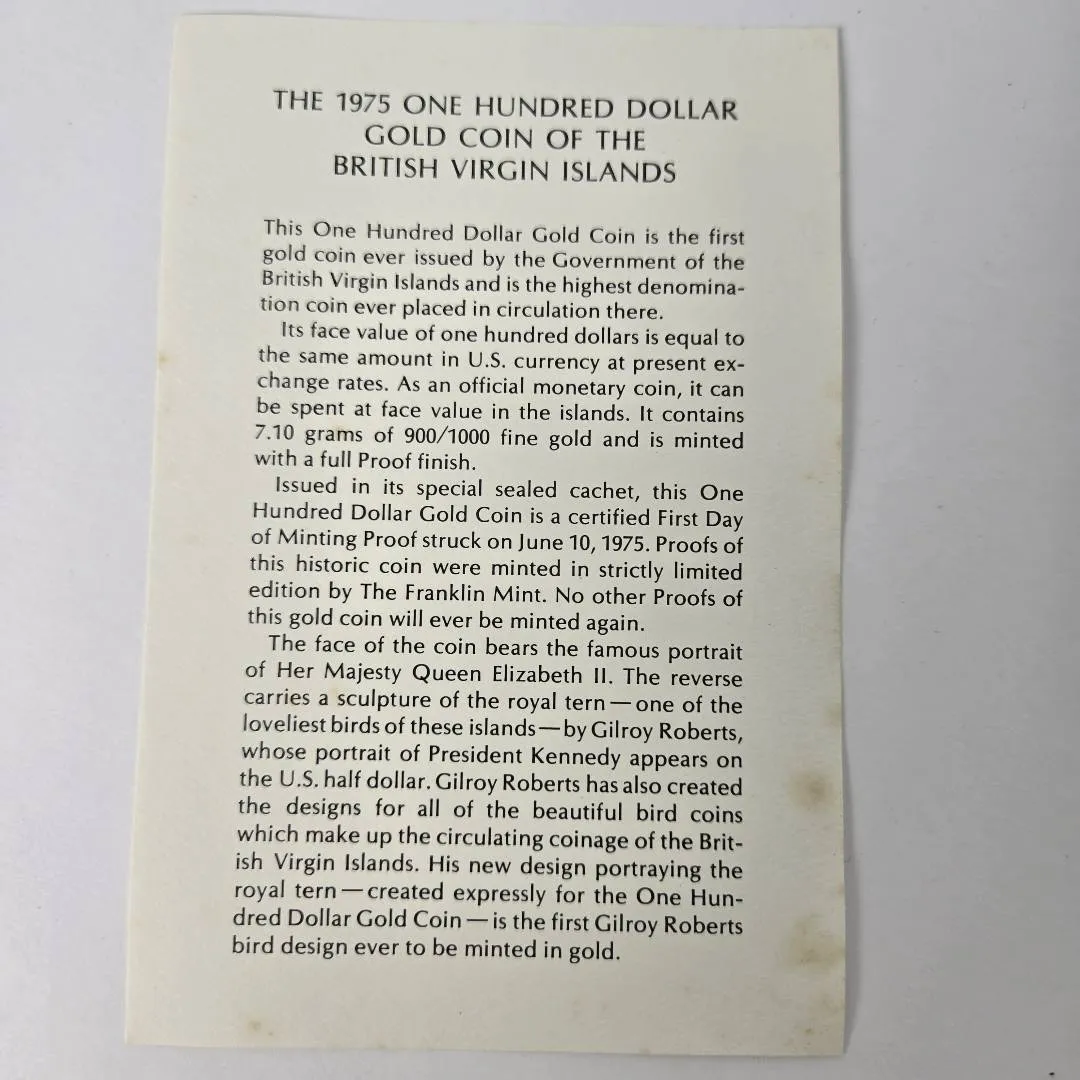 THE 1975 ONE HUNDRED DOLLAR
GOLD COIN OF THE
BRITISH VIRGIN ISLANDS
This One Hundred Dollar Gold Coin is the first
gold coin ever issued by the Government of the
British Virgin Islands and is the highest denomina-
tion coin ever placed in circulation there.
Its face value of one hundred dollars is equal to
the same amount in U.S. currency at present ex-
change rates. As an official monetary coin, it can
be spent at face value in the islands. It contains
7.10 grams of 900/1000 fine gold and is minted
with a full Proof finish.
Issued in its special sealed cachet, this One
Hundred Dollar Gold Coin is a certified First Day
of Minting Proof struck on June 10, 1975. Proofs of
this historic coin were minted in strictly limited
edition by The Franklin Mint. No other Proofs of
this gold coin will ever be minted again.
The face of the coin bears the famous portrait
of Her Majesty Queen Elizabeth II. The reverse
carries a sculpture of the royal tern — one of the
loveliest birds of these islands — by Gilroy Roberts,
whose portrait of President Kennedy appears on
the U.S. half dollar. Gilroy Roberts has also created
the designs for all of the beautiful bird coins
which make up the circulating coinage of the Brit-
ish Virgin Islands. His new design portraying the
royal tern — created expressly for the One Hun-
dred Dollar Gold Coin — is the first Gilroy Roberts
bird design ever to be minted in gold.